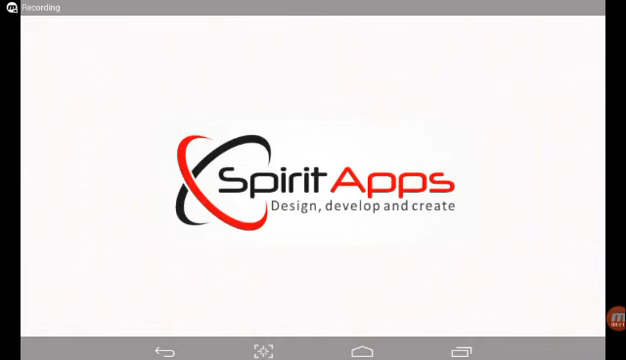 Recording
Spirit Apps
Design, develop and create